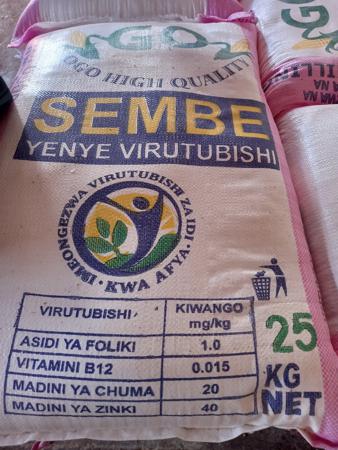 GO
OGO HIGH QUALITY
SEMBE
YENYE VIRUTUBISHI
IMEONGEZWA VIRUTUBISHI ZAIDI
· KWA AFYA ·
VIRUTUBISHI KIWANGO mg/kg
ASIDI YA FOLIKI 1.0
VITAMINI B12 0.015
MADINI YA CHUMA 20
MADINI YA ZINKI 40
25
KG
NET
GO